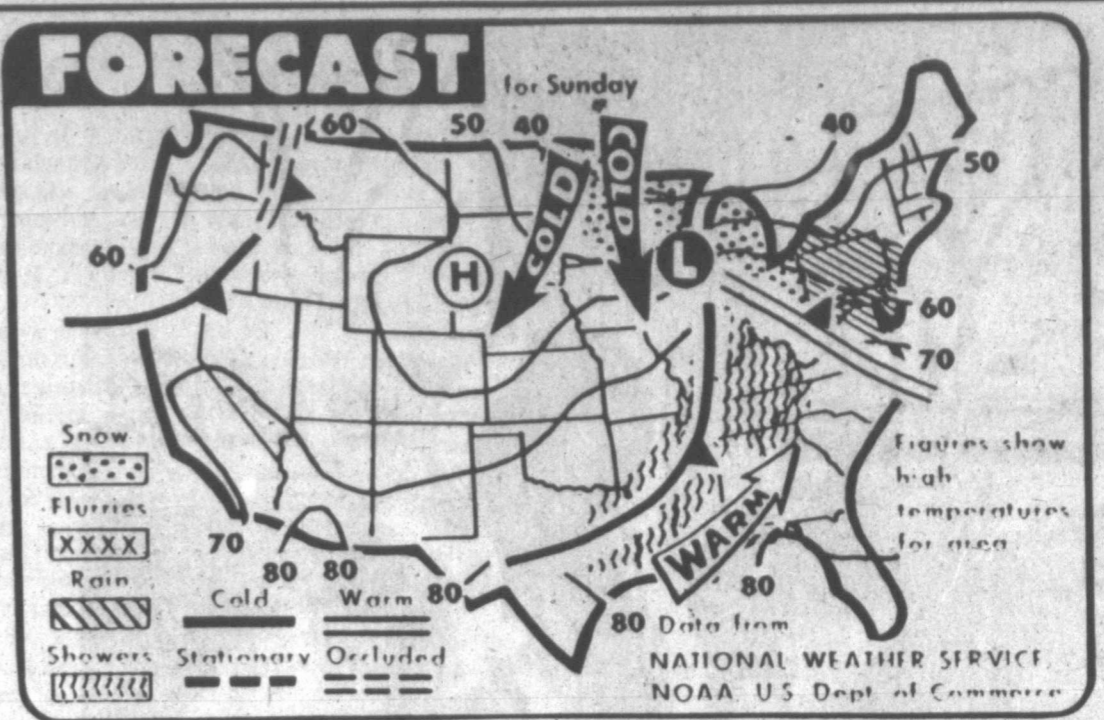 FORECAST
for Sunday
60 50 40 40
COLD
COLD
50
60
H
L
60
70
Snow
Flurries
XXXX
Rain
Showers
70
80 80
80
80
WARM
80
Cold
Warm
Stationary
Occluded
Figures show
high
temperatures
for area
Data from
NATIONAL WEATHER SERVICE,
NOAA, U.S. Dept. of Commerce